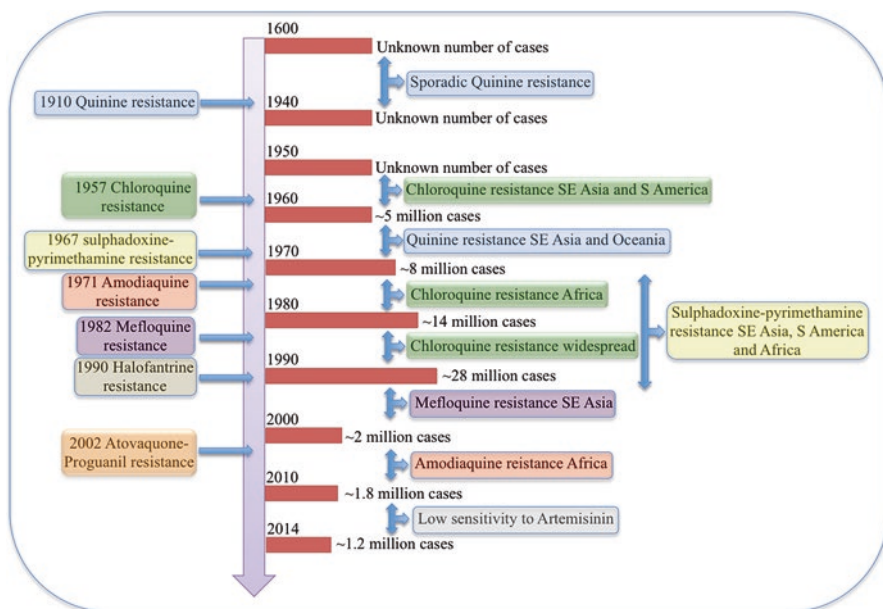 1600
Unknown number of cases
Sporadic Quinine resistance
1910 Quinine resistance
1940
Unknown number of cases
1950
Unknown number of cases
1957 Chloroquine
resistance
Chloroquine resistance SE Asia and S America
1960
~5 million cases
1967 sulphadoxine-
pyrimethamine resistance
Quinine resistance SE Asia and Oceania
1970
~8 million cases
1971 Amodiaquine
resistance
Chloroquine resistance Africa
1980
~14 million cases
Sulphadoxine-pyrimethamine
resistance SE Asia, S America
and Africa
1982 Mefloquine
resistance
Chloroquine resistance widespread
1990 Halofantrine
resistance
1990
~28 million cases
Mefloquine resistance SE Asia
2000
~2 million cases
2002 Atovaquone-
Proguanil resistance
Amodiaquine reistance Africa
2010
~1.8 million cases
Low sensitivity to Artemisinin
2014
~1.2 million cases